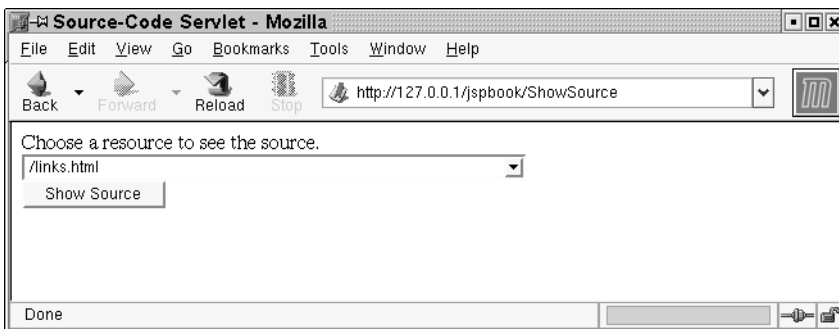 Source-Code Servlet - Mozilla
File Edit View Go Bookmarks Tools Window Help
Back Forward Reload Stop http://127.0.0.1/jspbook/ShowSource
Choose a resource to see the source.
/links.html
Show Source
Done